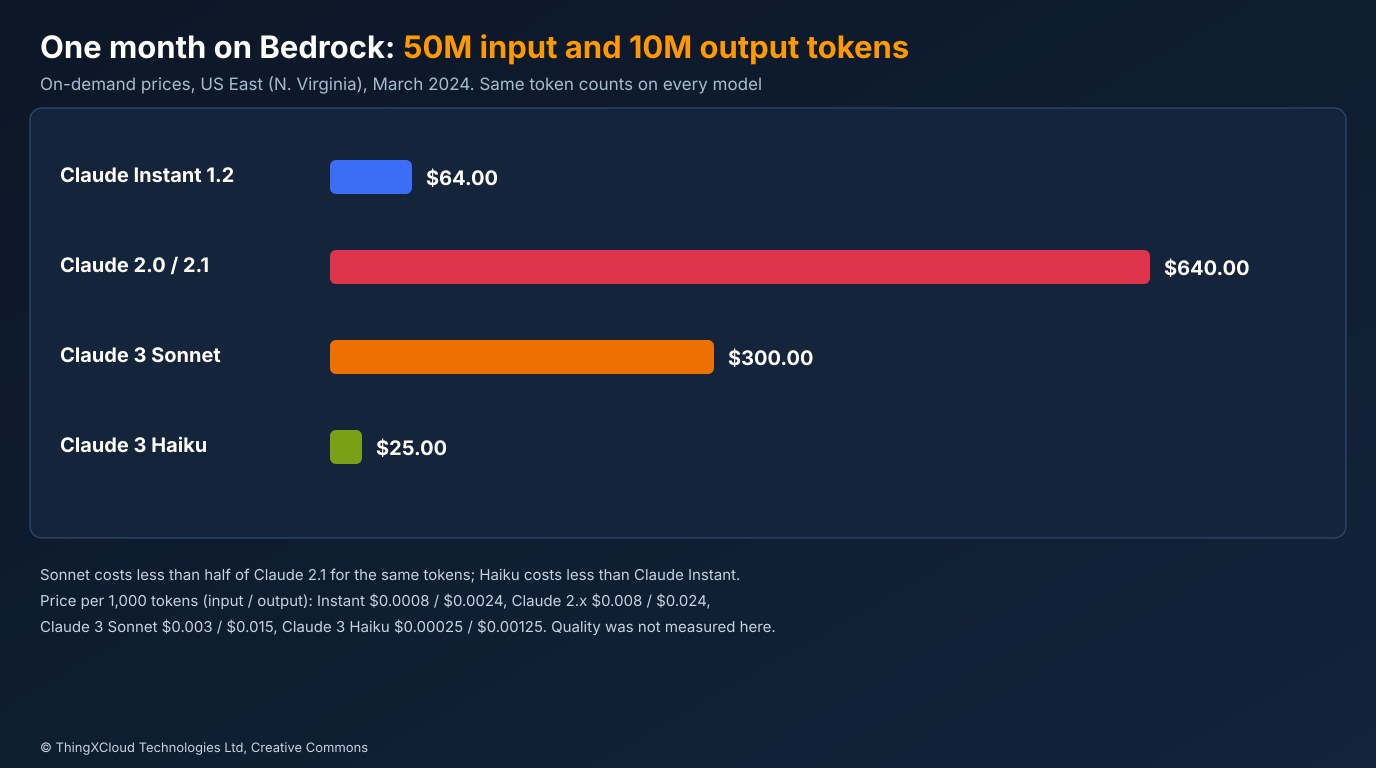 One month on Bedrock: 50M input and 10M output tokens
On-demand prices, US East (N. Virginia), March 2024. Same token counts on every model
Claude Instant 1.2
$64.00
Claude 2.0 / 2.1
$640.00
Claude 3 Sonnet
$300.00
Claude 3 Haiku
$25.00
Sonnet costs less than half of Claude 2.1 for the same tokens; Haiku costs less than Claude Instant.
Price per 1,000 tokens (input / output): Instant $0.0008 / $0.0024, Claude 2.x $0.008 / $0.024,
Claude 3 Sonnet $0.003 / $0.015, Claude 3 Haiku $0.00025 / $0.00125. Quality was not measured here.
© ThingXCloud Technologies Ltd, Creative Commons